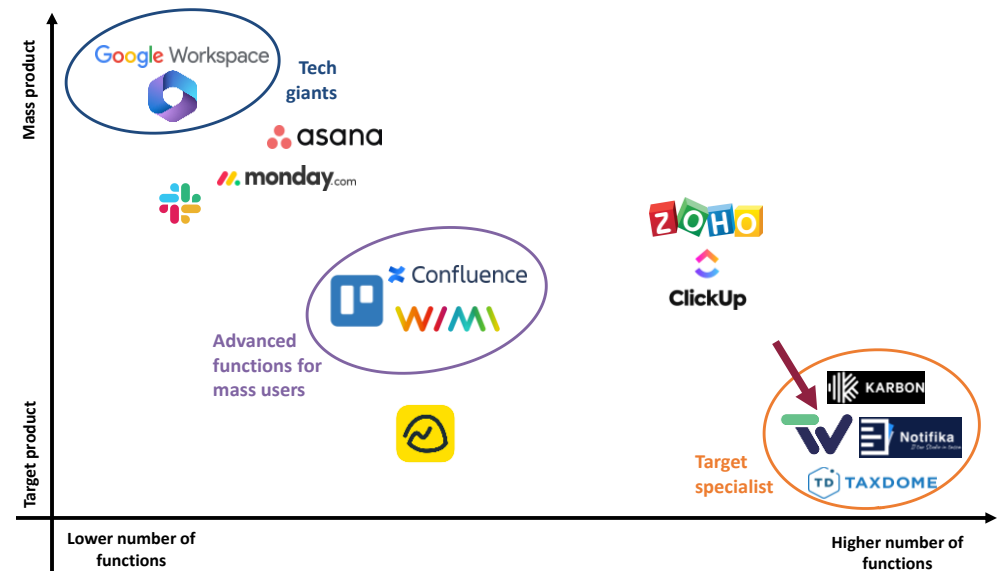 Mass product
Google Workspace
Tech
giants
asana
monday.com
ZOHO
Confluence
WIMI
ClickUp
Advanced
functions for
mass users
KARBON
Notifika
TD TAXDOME
Target
specialist
Target product
Lower number of
functions
Higher number of
functions